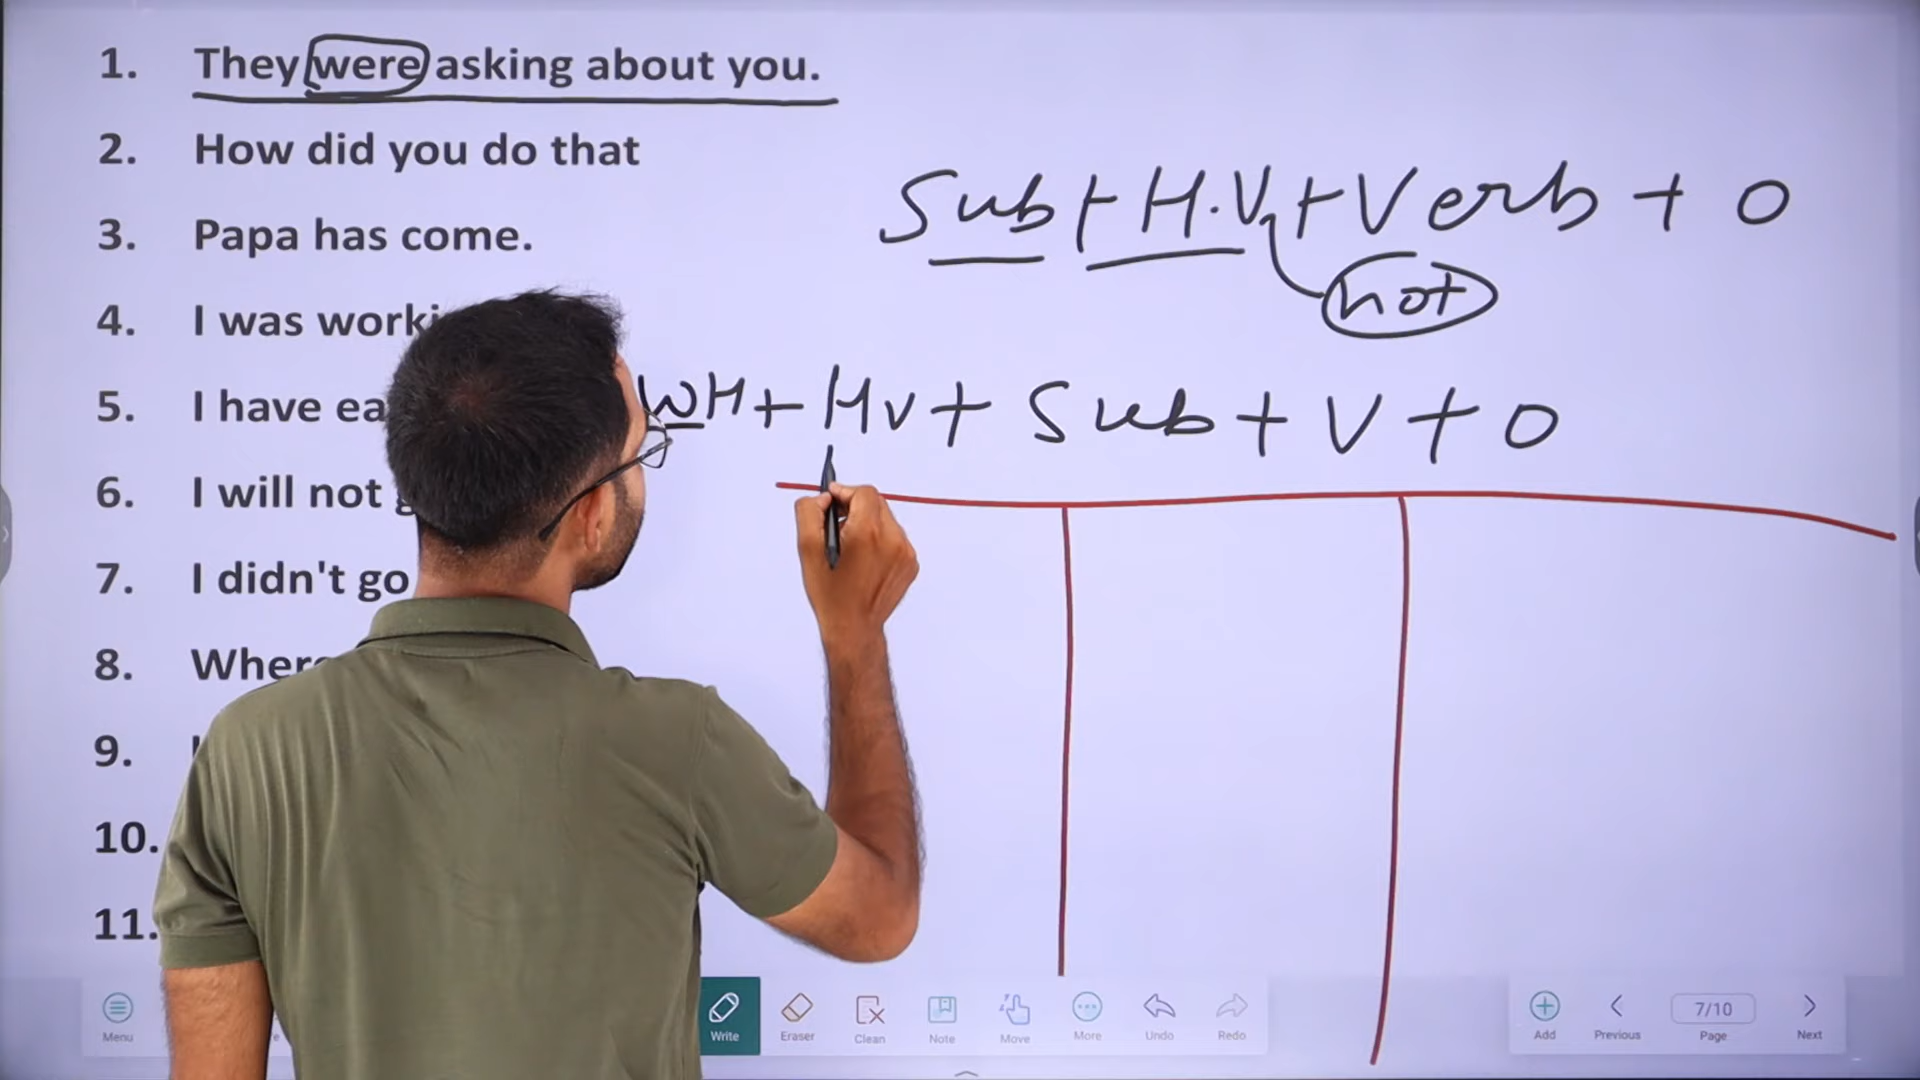 1. They were asking about you.
2. How did you do that
Sub + H.V + Verb + O
3. Papa has come.
not
4. I was worki
5. I have ea
WH + HV + Sub + V + O
6. I will not
7. I didn't go
8. Where
9.
10.
11.
Menu Write Eraser Clean Note Move More Undo Redo Add Previous 7/10 Page Next